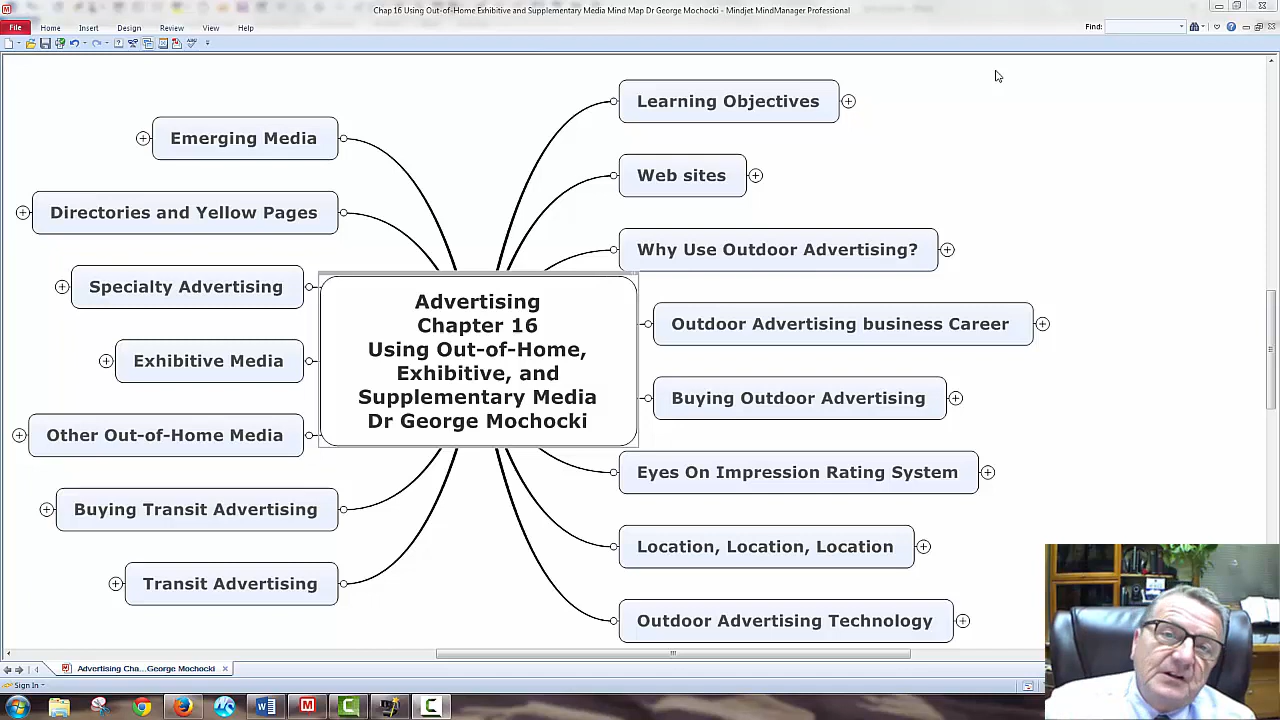 Chap 16 Using Out-of-Home Exhibitive and Supplementary Media Mind Map Dr George Mochocki - Mindjet MindManager Professional
File Home Insert Design Review View Help
Find:
Learning Objectives
Emerging Media
Web sites
Directories and Yellow Pages
Why Use Outdoor Advertising?
Specialty Advertising
Advertising
Chapter 16
Using Out-of-Home,
Exhibitive, and
Supplementary Media
Dr George Mochocki
Outdoor Advertising business Career
Exhibitive Media
Buying Outdoor Advertising
Other Out-of-Home Media
Eyes On Impression Rating System
Buying Transit Advertising
Location, Location, Location
Transit Advertising
Outdoor Advertising Technology
Advertising Cha...George Mochocki
Sign In